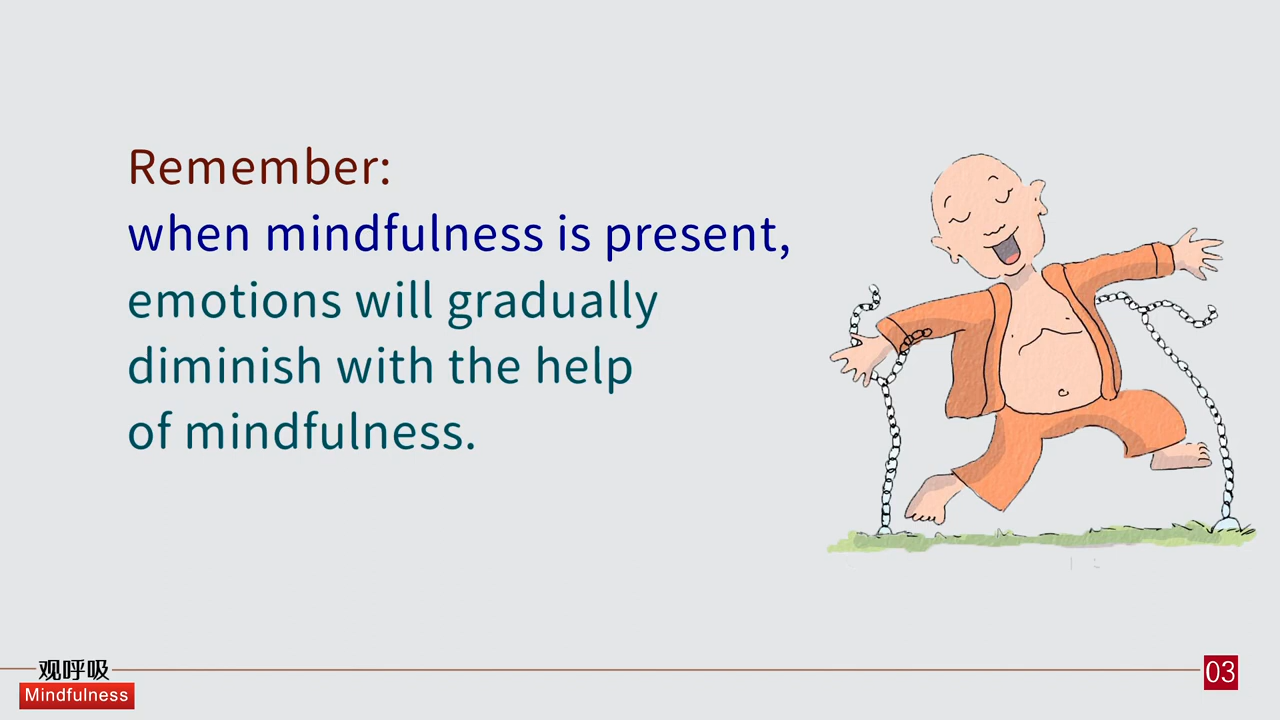 Remember:
when mindfulness is present,
emotions will gradually
diminish with the help
of mindfulness.
观呼吸
Mindfulness
03